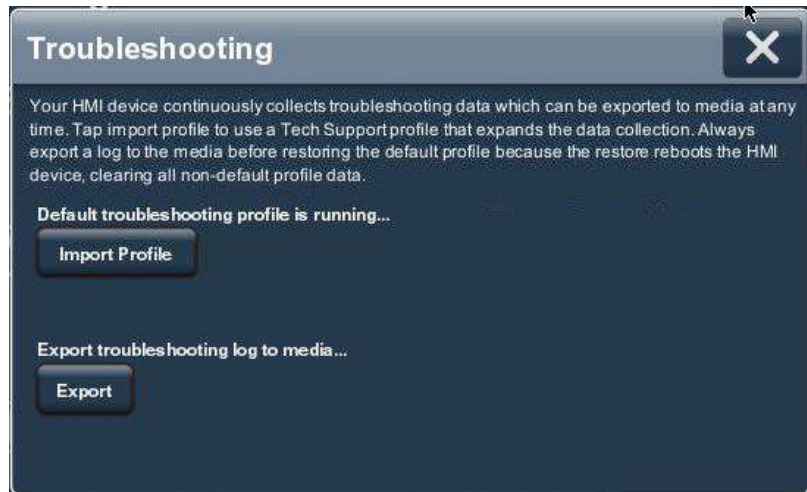 Troubleshooting
Your HMI device continuously collects troubleshooting data which can be exported to media at any
time. Tap import profile to use a Tech Support profile that expands the data collection. Always
export a log to the media before restoring the default profile because the restore reboots the HMI
device, clearing all non-default profile data.
Default troubleshooting profile is running...
Import Profile
Export troubleshooting log to media...
Export